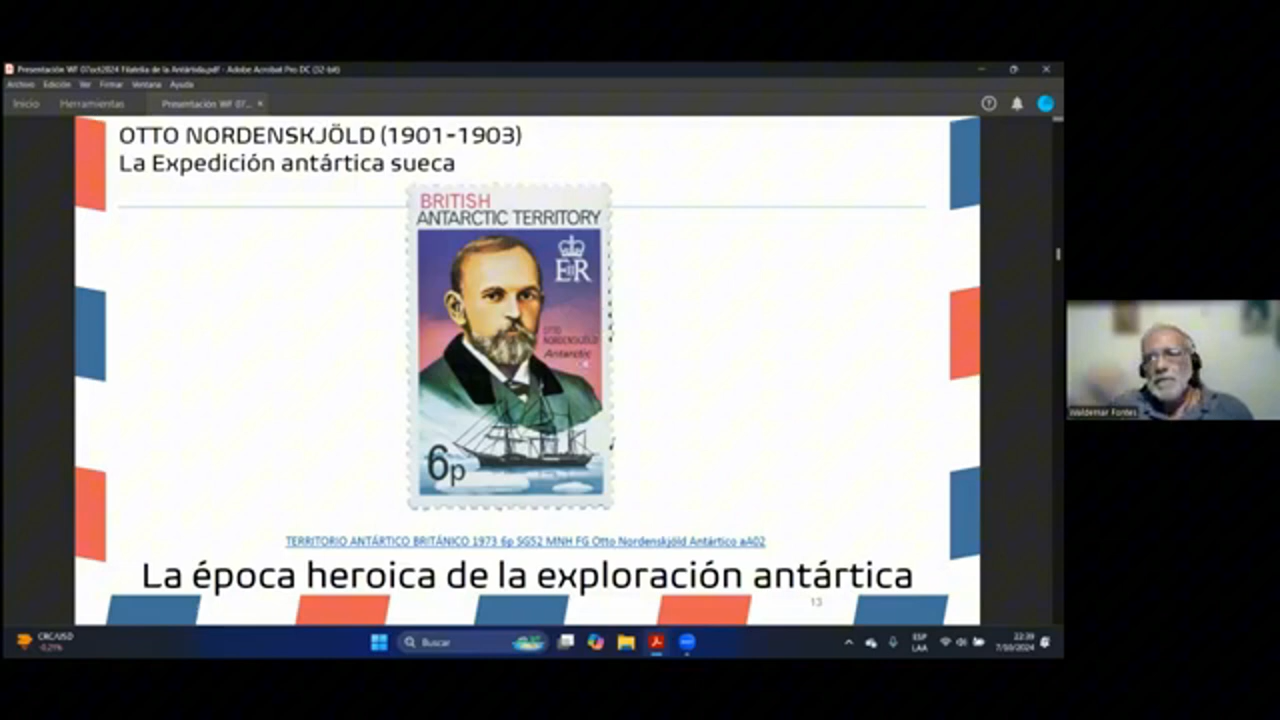 Presentación WF 07oct2024 Filatelia de la Antártida.pdf - Adobe Acrobat Pro DC (32-bit)
Archivo Edición Ver Firmar Ventana Ayuda
Inicio Herramientas Presentación WF 07...
OTTO NORDENSKJÖLD (1901-1903)
La Expedición antártica sueca
BRITISH
ANTARCTIC TERRITORY
EIIR
OTTO
NORDENSKJÖLD
Antarctic
6p
TERRITORIO ANTÁRTICO BRITÁNICO 1973 6p SG52 MNH FG Otto Nordenskjöld Antártico aA02
La época heroica de la exploración antártica
13
Waldemar Fontes
CRC/USD
-0.21%
Buscar
ESP
LAA
22:39
7/10/2024